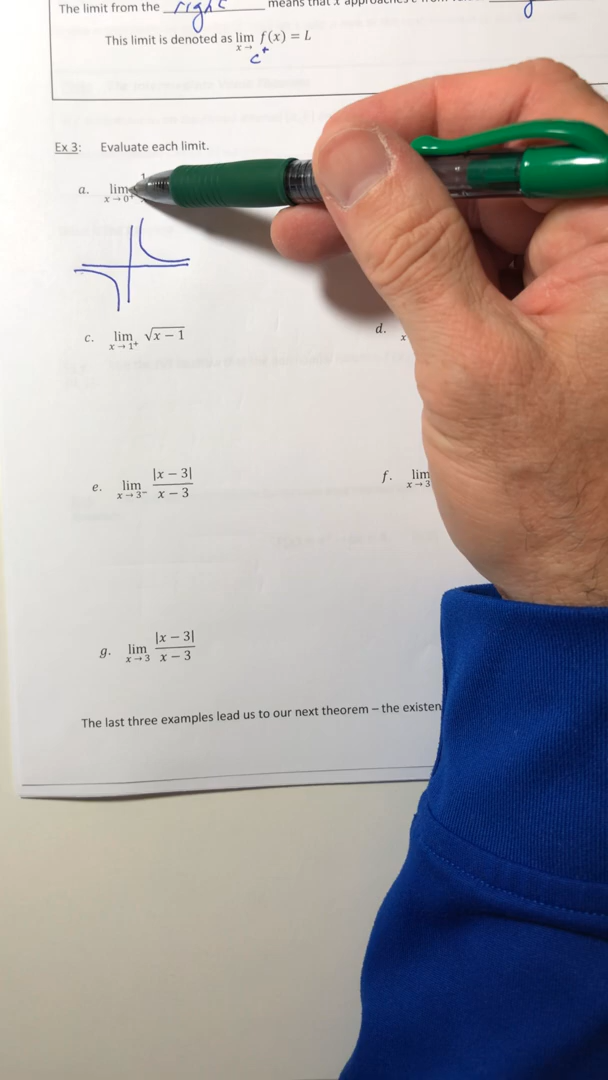 The limit from the right means that x approaches
This limit is denoted as lim f(x) = L
x→ c⁺
Ex 3: Evaluate each limit.
a. lim 1
x→0⁺
c. lim √x − 1
x→1⁺
d.
x
e. lim |x − 3|
x→3⁻ x − 3
f. lim
x→3
g. lim |x − 3|
x→3 x − 3
The last three examples lead us to our next theorem – the existen